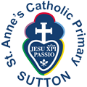 St. Anne's Catholic Primary
JESU XPI
PASSIO
SUTTON